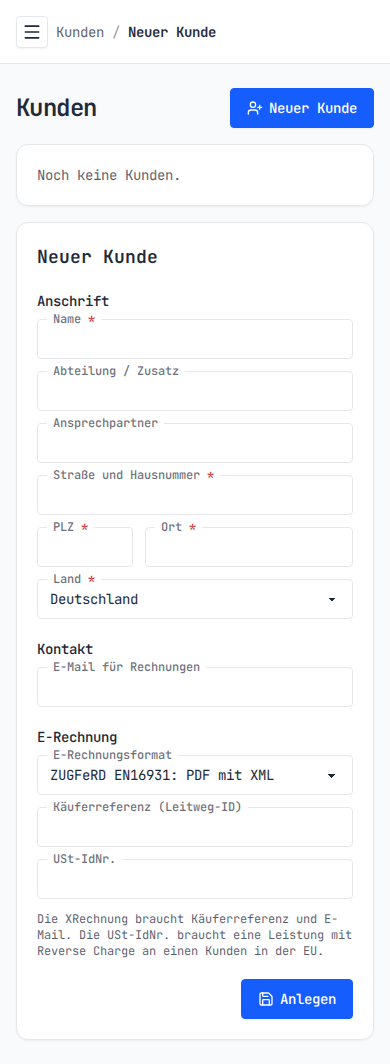 Kunden / Neuer Kunde
Kunden
Neuer Kunde
Noch keine Kunden.
Neuer Kunde
Anschrift
Name *
Abteilung / Zusatz
Ansprechpartner
Straße und Hausnummer *
PLZ * Ort *
Land *
Deutschland
Kontakt
E-Mail für Rechnungen
E-Rechnung
E-Rechnungsformat
ZUGFeRD EN16931: PDF mit XML
Käuferreferenz (Leitweg-ID)
USt-IdNr.
Die XRechnung braucht Käuferreferenz und E-
Mail. Die USt-IdNr. braucht eine Leistung mit
Reverse Charge an einen Kunden in der EU.
Anlegen